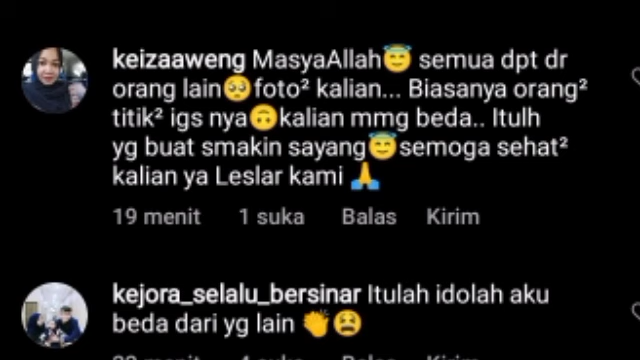 keizaaweng MasyaAllah😇 semua dpt dr
orang lain🥺foto² kalian... Biasanya orang²
titik² igs nya🙃kalian mmg beda.. Itulh
yg buat smakin sayang😇semoga sehat²
kalian ya Leslar kami 🙏
19 menit 1 suka Balas Kirim
kejora_selalu_bersinar Itulah idolah aku
beda dari yg lain 👏😫